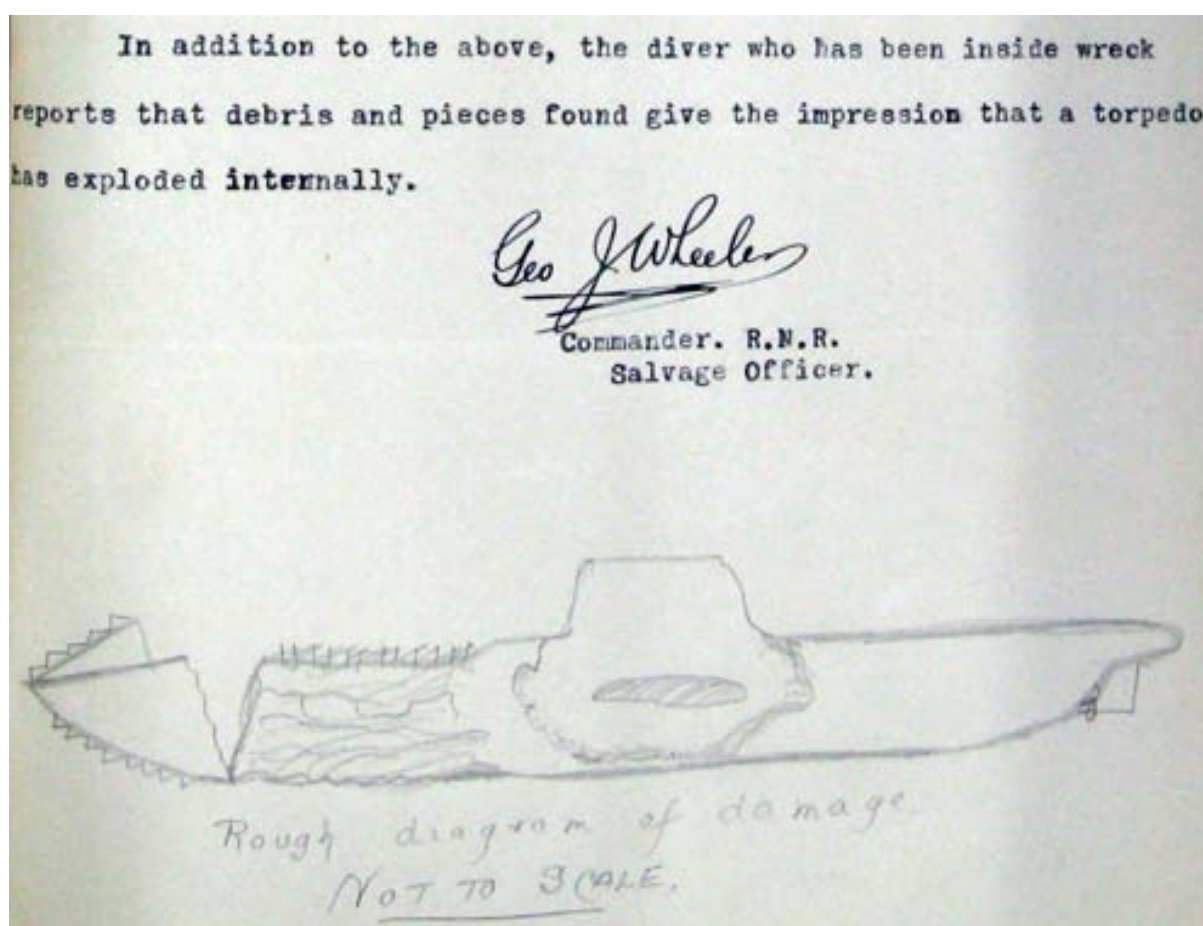 In addition to the above, the diver who has been inside wreck
reports that debris and pieces found give the impression that a torpedo
has exploded internally.
Geo J Wheeler
Commander. R.N.R.
Salvage Officer.
Rough diagram of damage.
NOT TO SCALE.